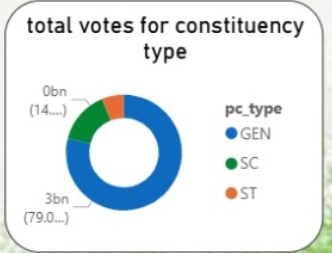 total votes for constituency
type
0bn
(14....)
3bn
(79.0...)
pc_type
GEN
SC
ST